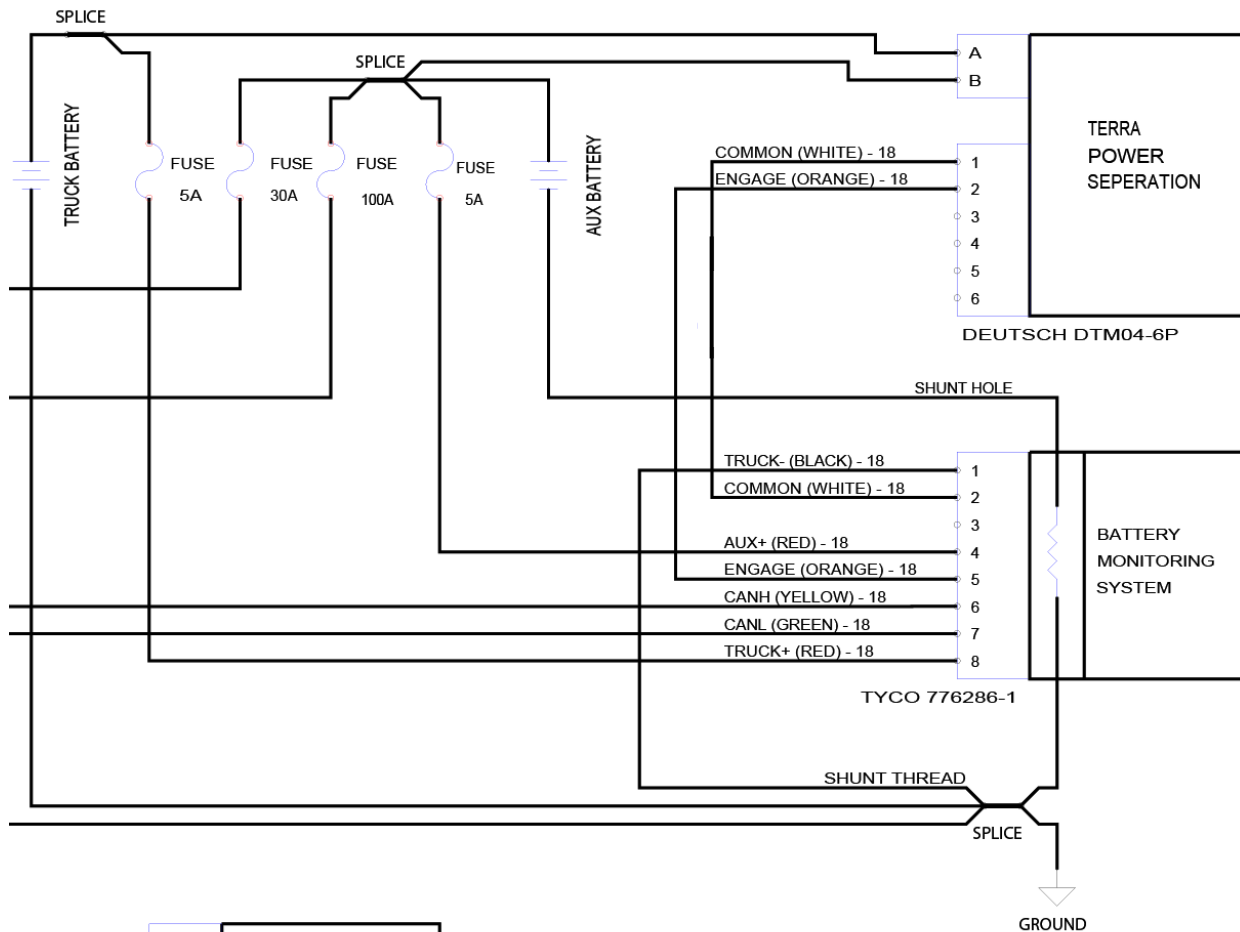 SPLICE
SPLICE
TRUCK BATTERY
FUSE
5A
FUSE
30A
FUSE
100A
FUSE
5A
AUX BATTERY
A
B
TERRA
POWER
SEPERATION
COMMON (WHITE) - 18
ENGAGE (ORANGE) - 18
1
2
3
4
5
6
DEUTSCH DTM04-6P
SHUNT HOLE
TRUCK- (BLACK) - 18
COMMON (WHITE) - 18
AUX+ (RED) - 18
ENGAGE (ORANGE) - 18
CANH (YELLOW) - 18
CANL (GREEN) - 18
TRUCK+ (RED) - 18
1
2
3
4
5
6
7
8
BATTERY
MONITORING
SYSTEM
TYCO 776286-1
SHUNT THREAD
SPLICE
GROUND